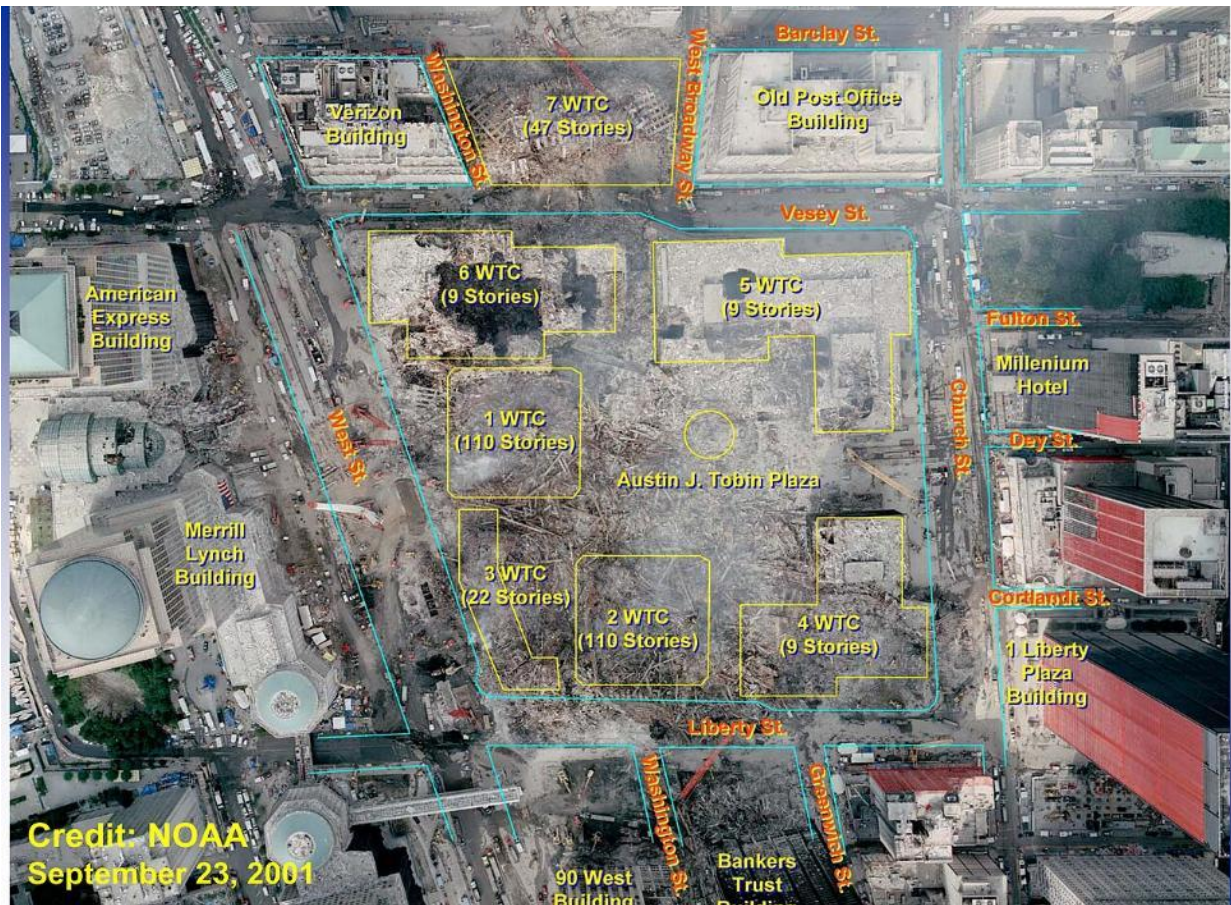 Barclay St.
Verizon
Building
Washington St.
7 WTC
(47 Stories)
West Broadway St.
Old Post Office
Building
Vesey St.
American
Express
Building
6 WTC
(9 Stories)
5 WTC
(9 Stories)
Fulton St.
Millenium
Hotel
West St.
1 WTC
(110 Stories)
Church St.
Dey St.
Austin J. Tobin Plaza
Merrill
Lynch
Building
3 WTC
(22 Stories)
2 WTC
(110 Stories)
4 WTC
(9 Stories)
Cortlandt St.
1 Liberty
Plaza
Building
Liberty St.
Washington St.
Greenwich St.
Credit: NOAA
September 23, 2001
90 West
Building
Bankers
Trust
Building